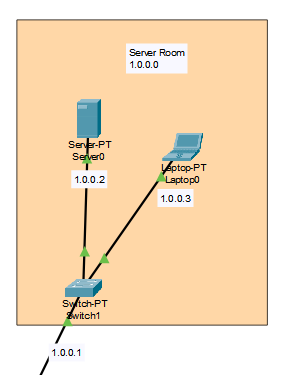 Server Room
1.0.0.0
Server-PT
Server0
1.0.0.2
Laptop-PT
Laptop0
1.0.0.3
Switch-PT
Switch1
1.0.0.1